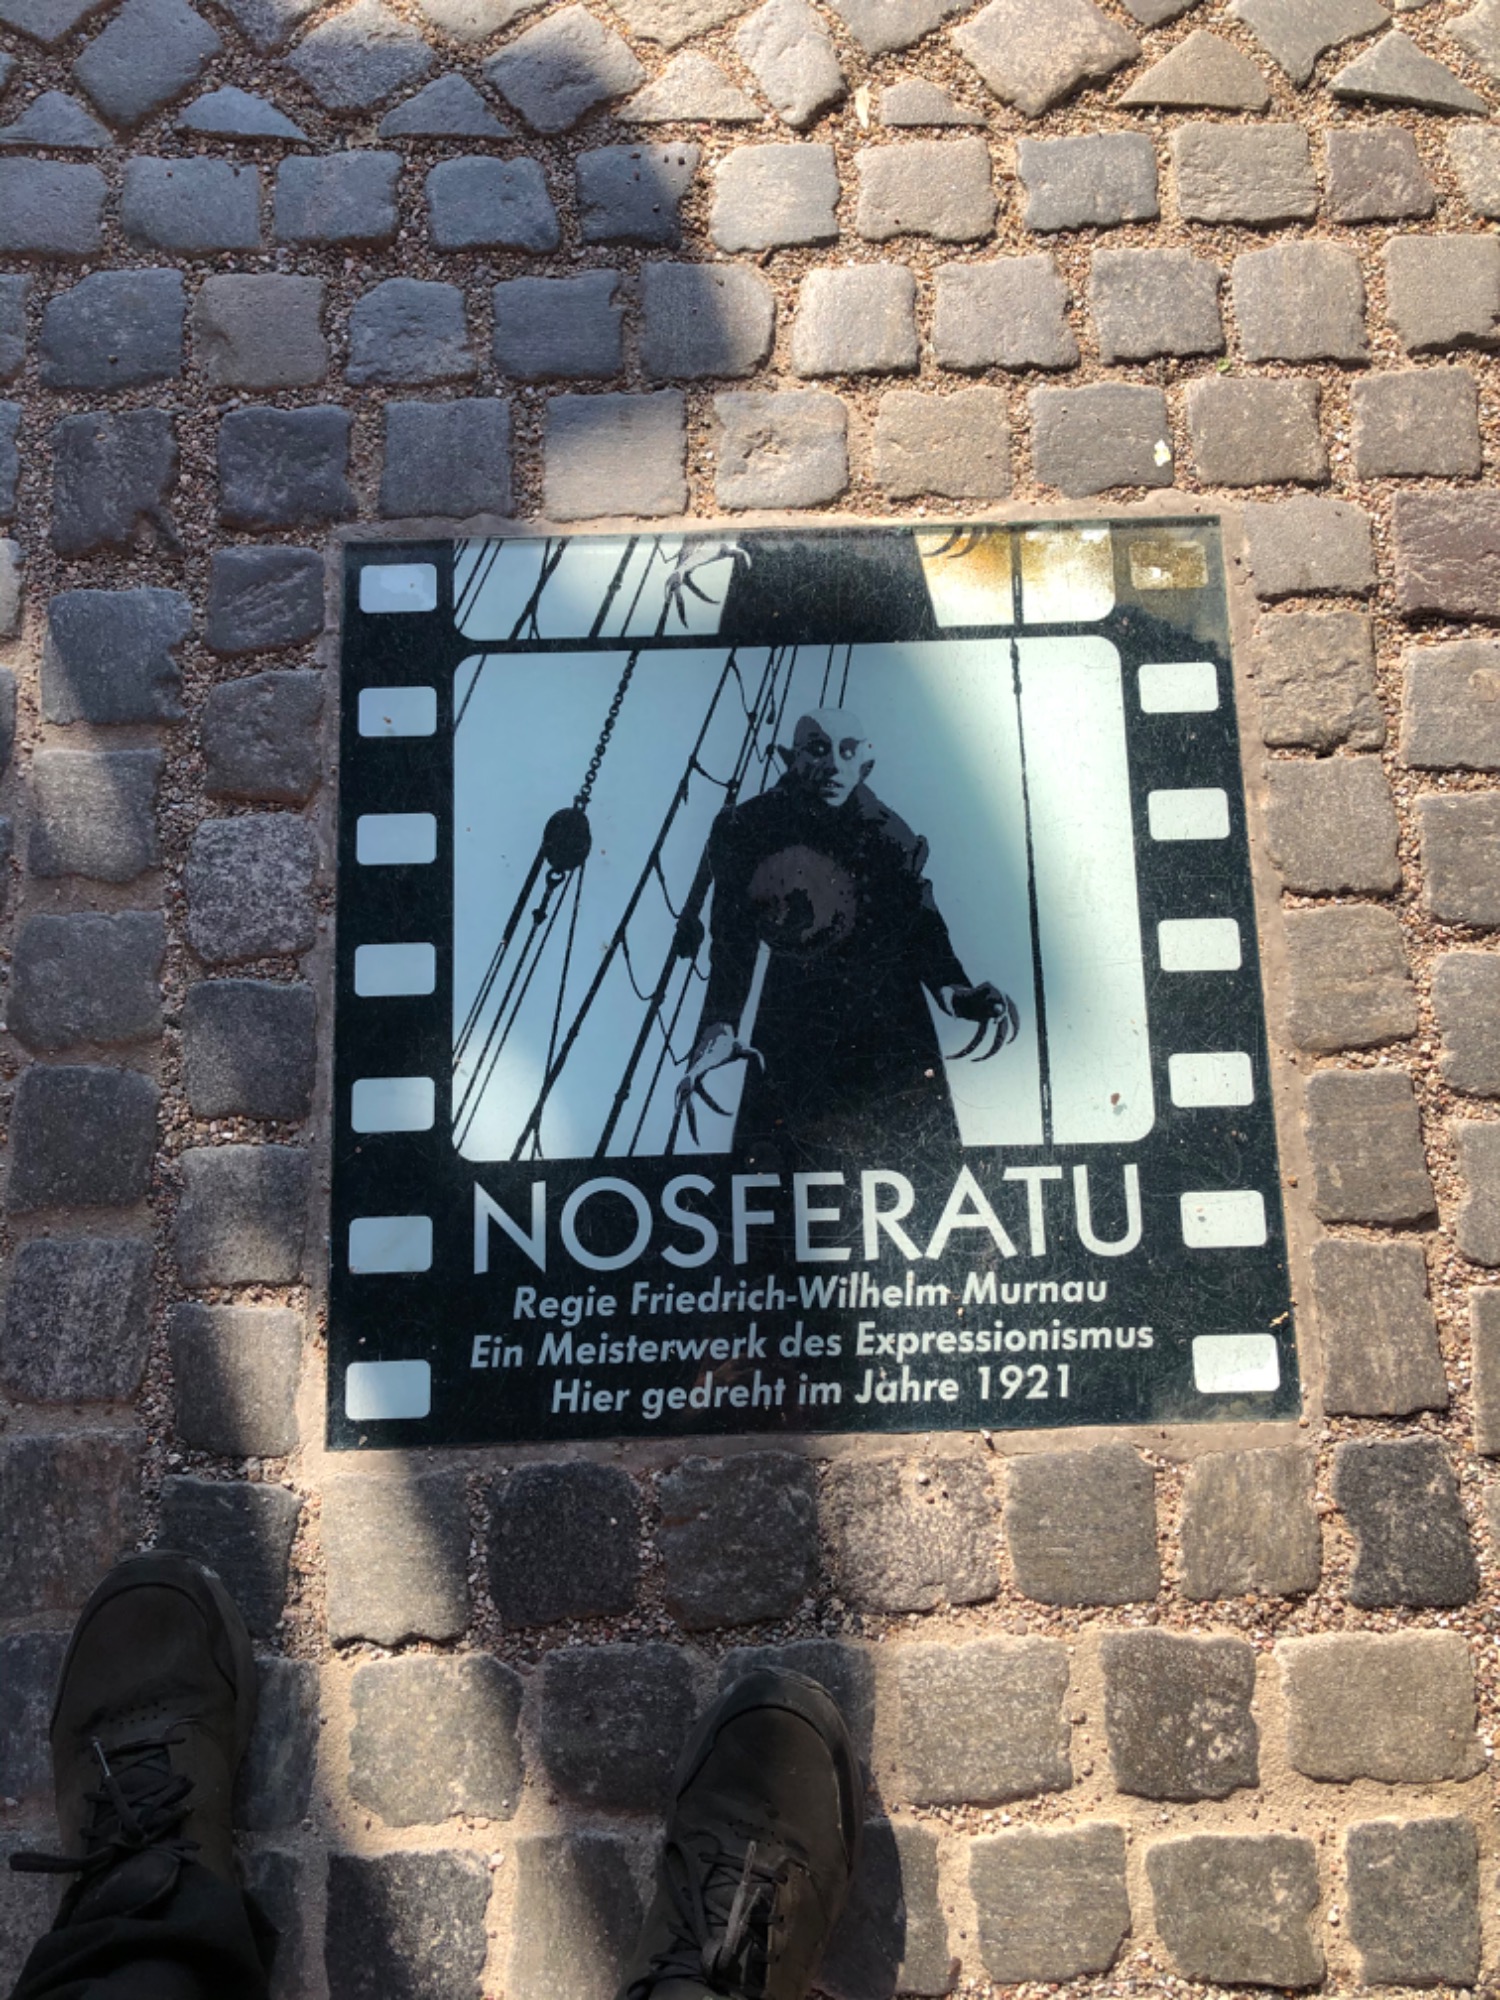 NOSFERATU
Regie Friedrich-Wilhelm Murnau
Ein Meisterwerk des Expressionismus
Hier gedreht im Jahre 1921